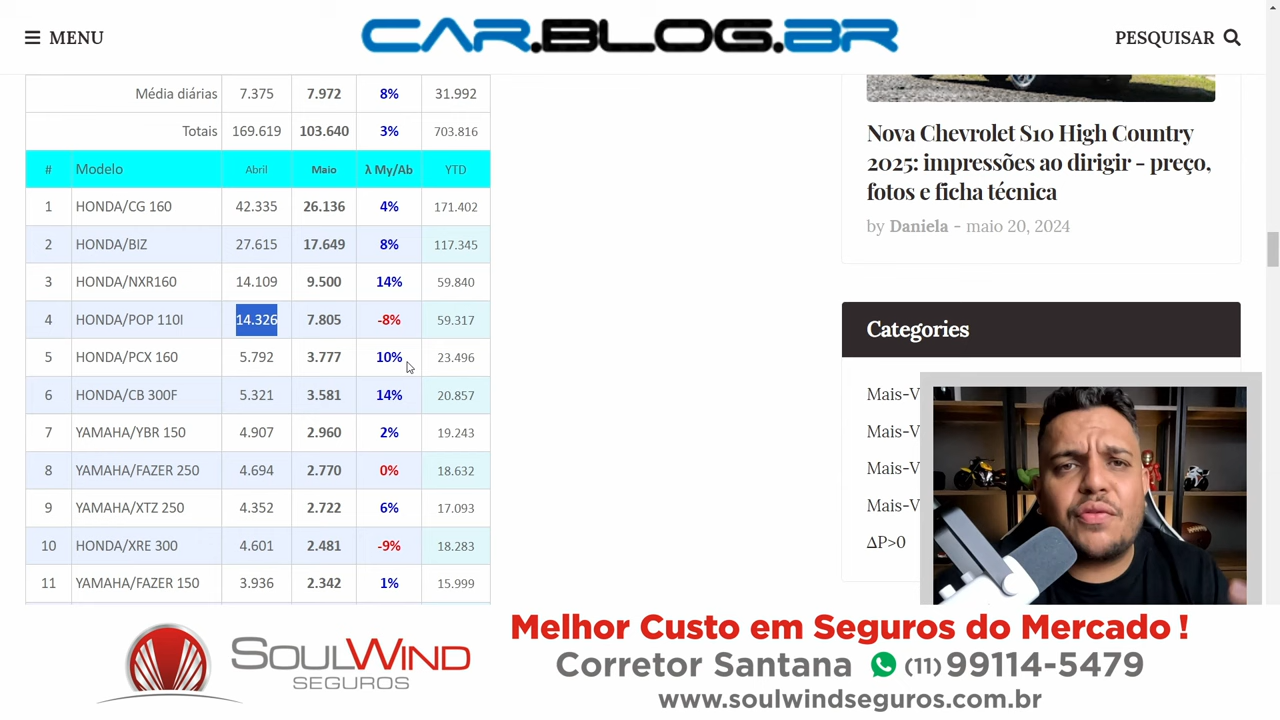 MENU
CAR.BLOG.BR
PESQUISAR
Média diárias 7.375 7.972 8% 31.992
Totais 169.619 103.640 3% 703.816
# Modelo Abril Maio λ My/Ab YTD
1 HONDA/CG 160 42.335 26.136 4% 171.402
2 HONDA/BIZ 27.615 17.649 8% 117.345
3 HONDA/NXR160 14.109 9.500 14% 59.840
4 HONDA/POP 110I 14.326 7.805 -8% 59.317
5 HONDA/PCX 160 5.792 3.777 10% 23.496
6 HONDA/CB 300F 5.321 3.581 14% 20.857
7 YAMAHA/YBR 150 4.907 2.960 2% 19.243
8 YAMAHA/FAZER 250 4.694 2.770 0% 18.632
9 YAMAHA/XTZ 250 4.352 2.722 6% 17.093
10 HONDA/XRE 300 4.601 2.481 -9% 18.283
11 YAMAHA/FAZER 150 3.936 2.342 1% 15.999
Nova Chevrolet S10 High Country
2025: impressões ao dirigir - preço,
fotos e ficha técnica
by Daniela - maio 20, 2024
Categories
Mais-V
Mais-V
Mais-V
Mais-V
ΔP>0
SOULWIND
SEGUROS
Melhor Custo em Seguros do Mercado !
Corretor Santana (11) 99114-5479
www.soulwindseguros.com.br